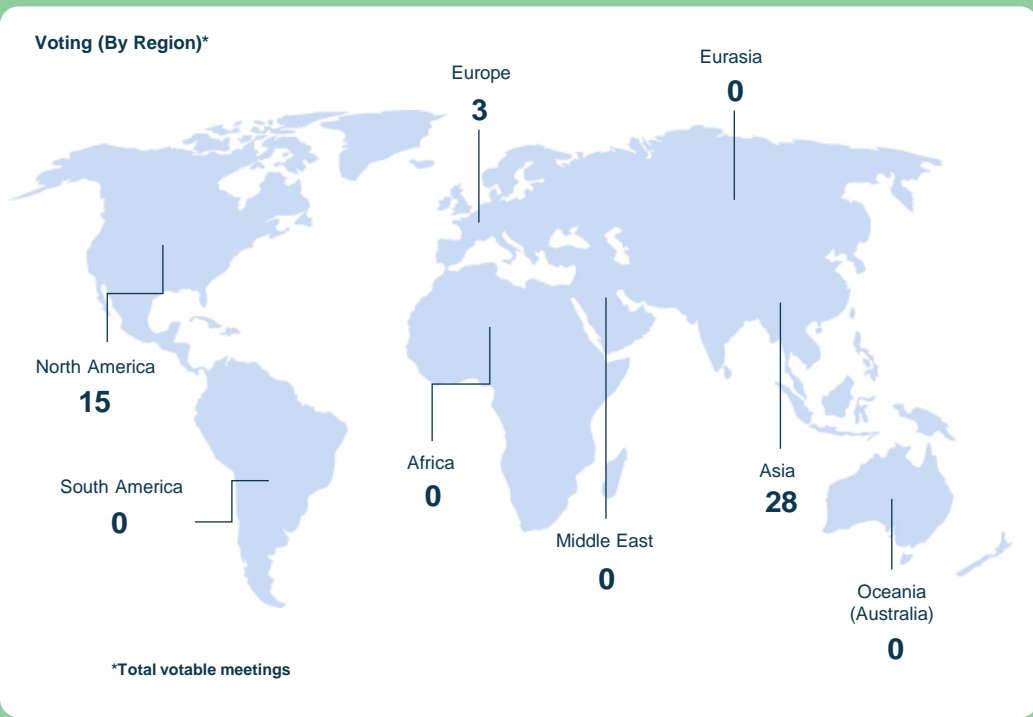 Voting (By Region)*
Europe
3
Eurasia
0
North America
15
South America
0
Africa
0
Middle East
0
Asia
28
Oceania
(Australia)
0
*Total votable meetings